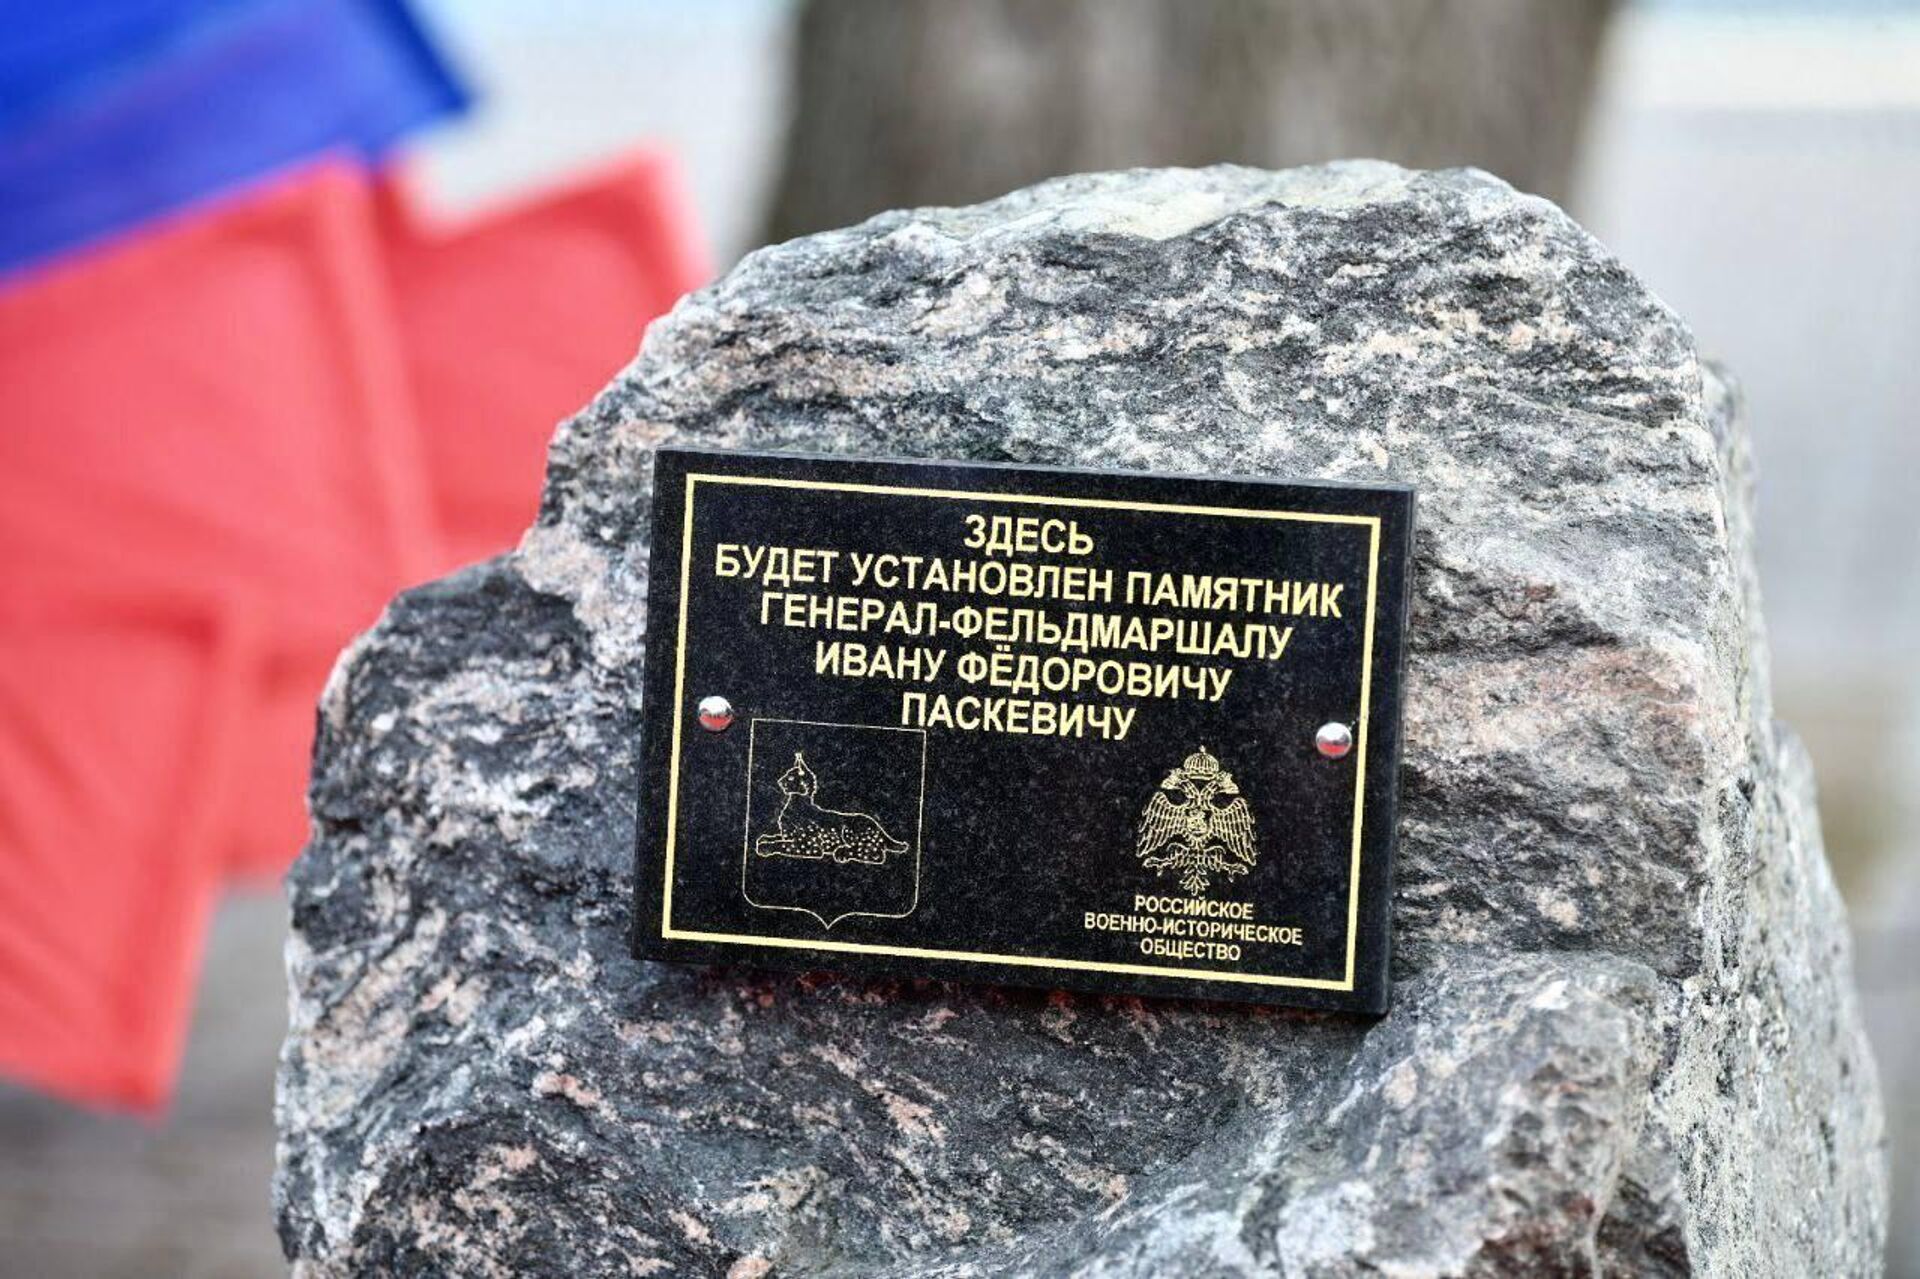 ЗДЕСЬ
БУДЕТ УСТАНОВЛЕН ПАМЯТНИК
ГЕНЕРАЛ-ФЕЛЬДМАРШАЛУ
ИВАНУ ФЁДОРОВИЧУ
ПАСКЕВИЧУ
РОССИЙСКОЕ
ВОЕННО-ИСТОРИЧЕСКОЕ
ОБЩЕСТВО